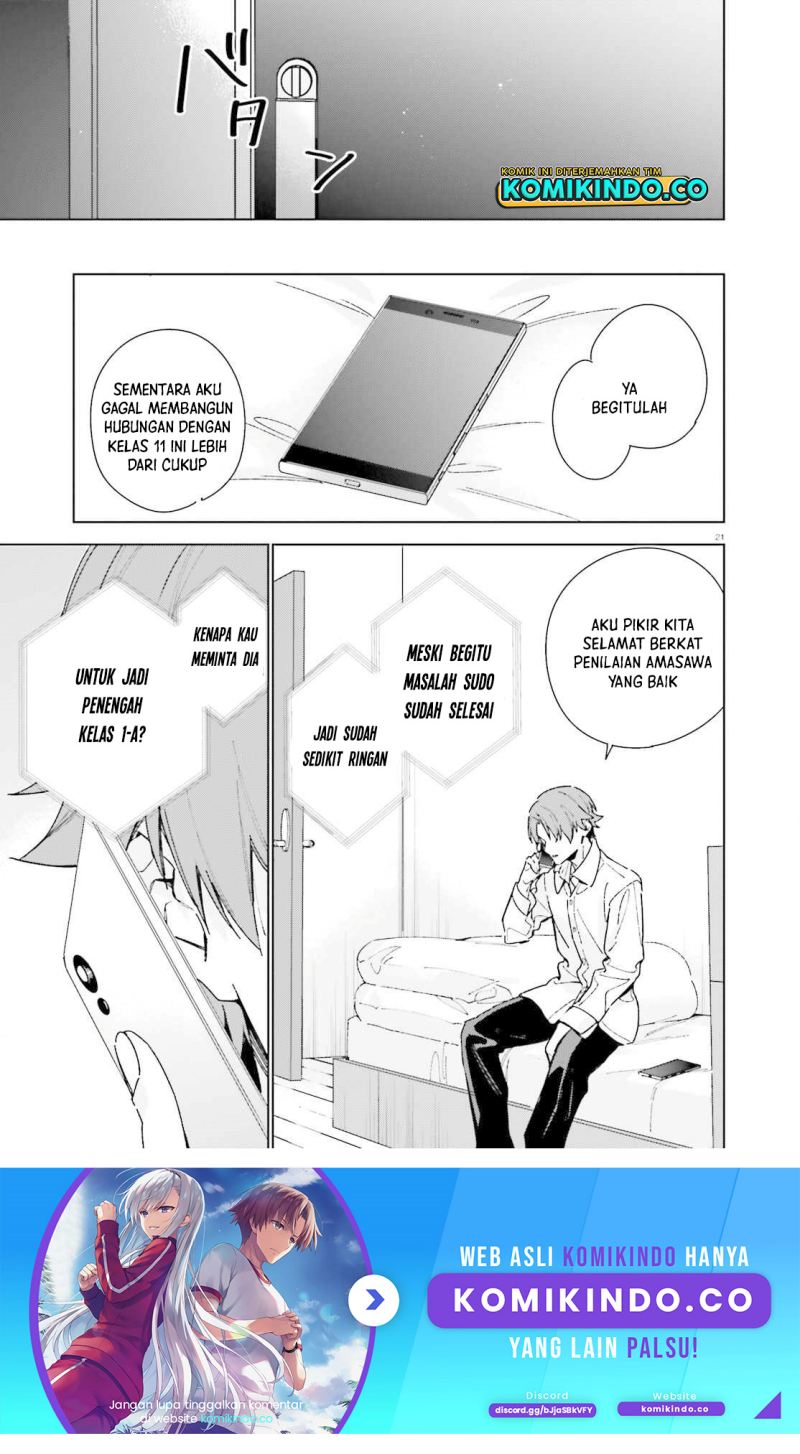 バタン
KOMIK INI DITERJEMAHKAN TIM
KOMIKINDO.CO
YA
BEGITULAH
SEMENTARA AKU
GAGAL MEMBANGUN
HUBUNGAN DENGAN
KELAS 11 INI LEBIH
DARI CUKUP
21
AKU PIKIR KITA
SELAMAT BERKAT
PENILAIAN AMASAWA
YANG BAIK
MESKI BEGITU
MASALAH SUDO
SUDAH SELESAI
JADI SUDAH
SEDIKIT RINGAN
KENAPA KAU
MEMINTA DIA
UNTUK JADI
PENENGAH
KELAS 1-A?
WEB ASLI KOMIKINDO HANYA
KOMIKINDO.CO
YANG LAIN PALSU!
Jangan lupa tinggalkan komentar
di website komikindo.co
Discord
discord.gg/bJjaSBkVFY
Website
komikindo.co